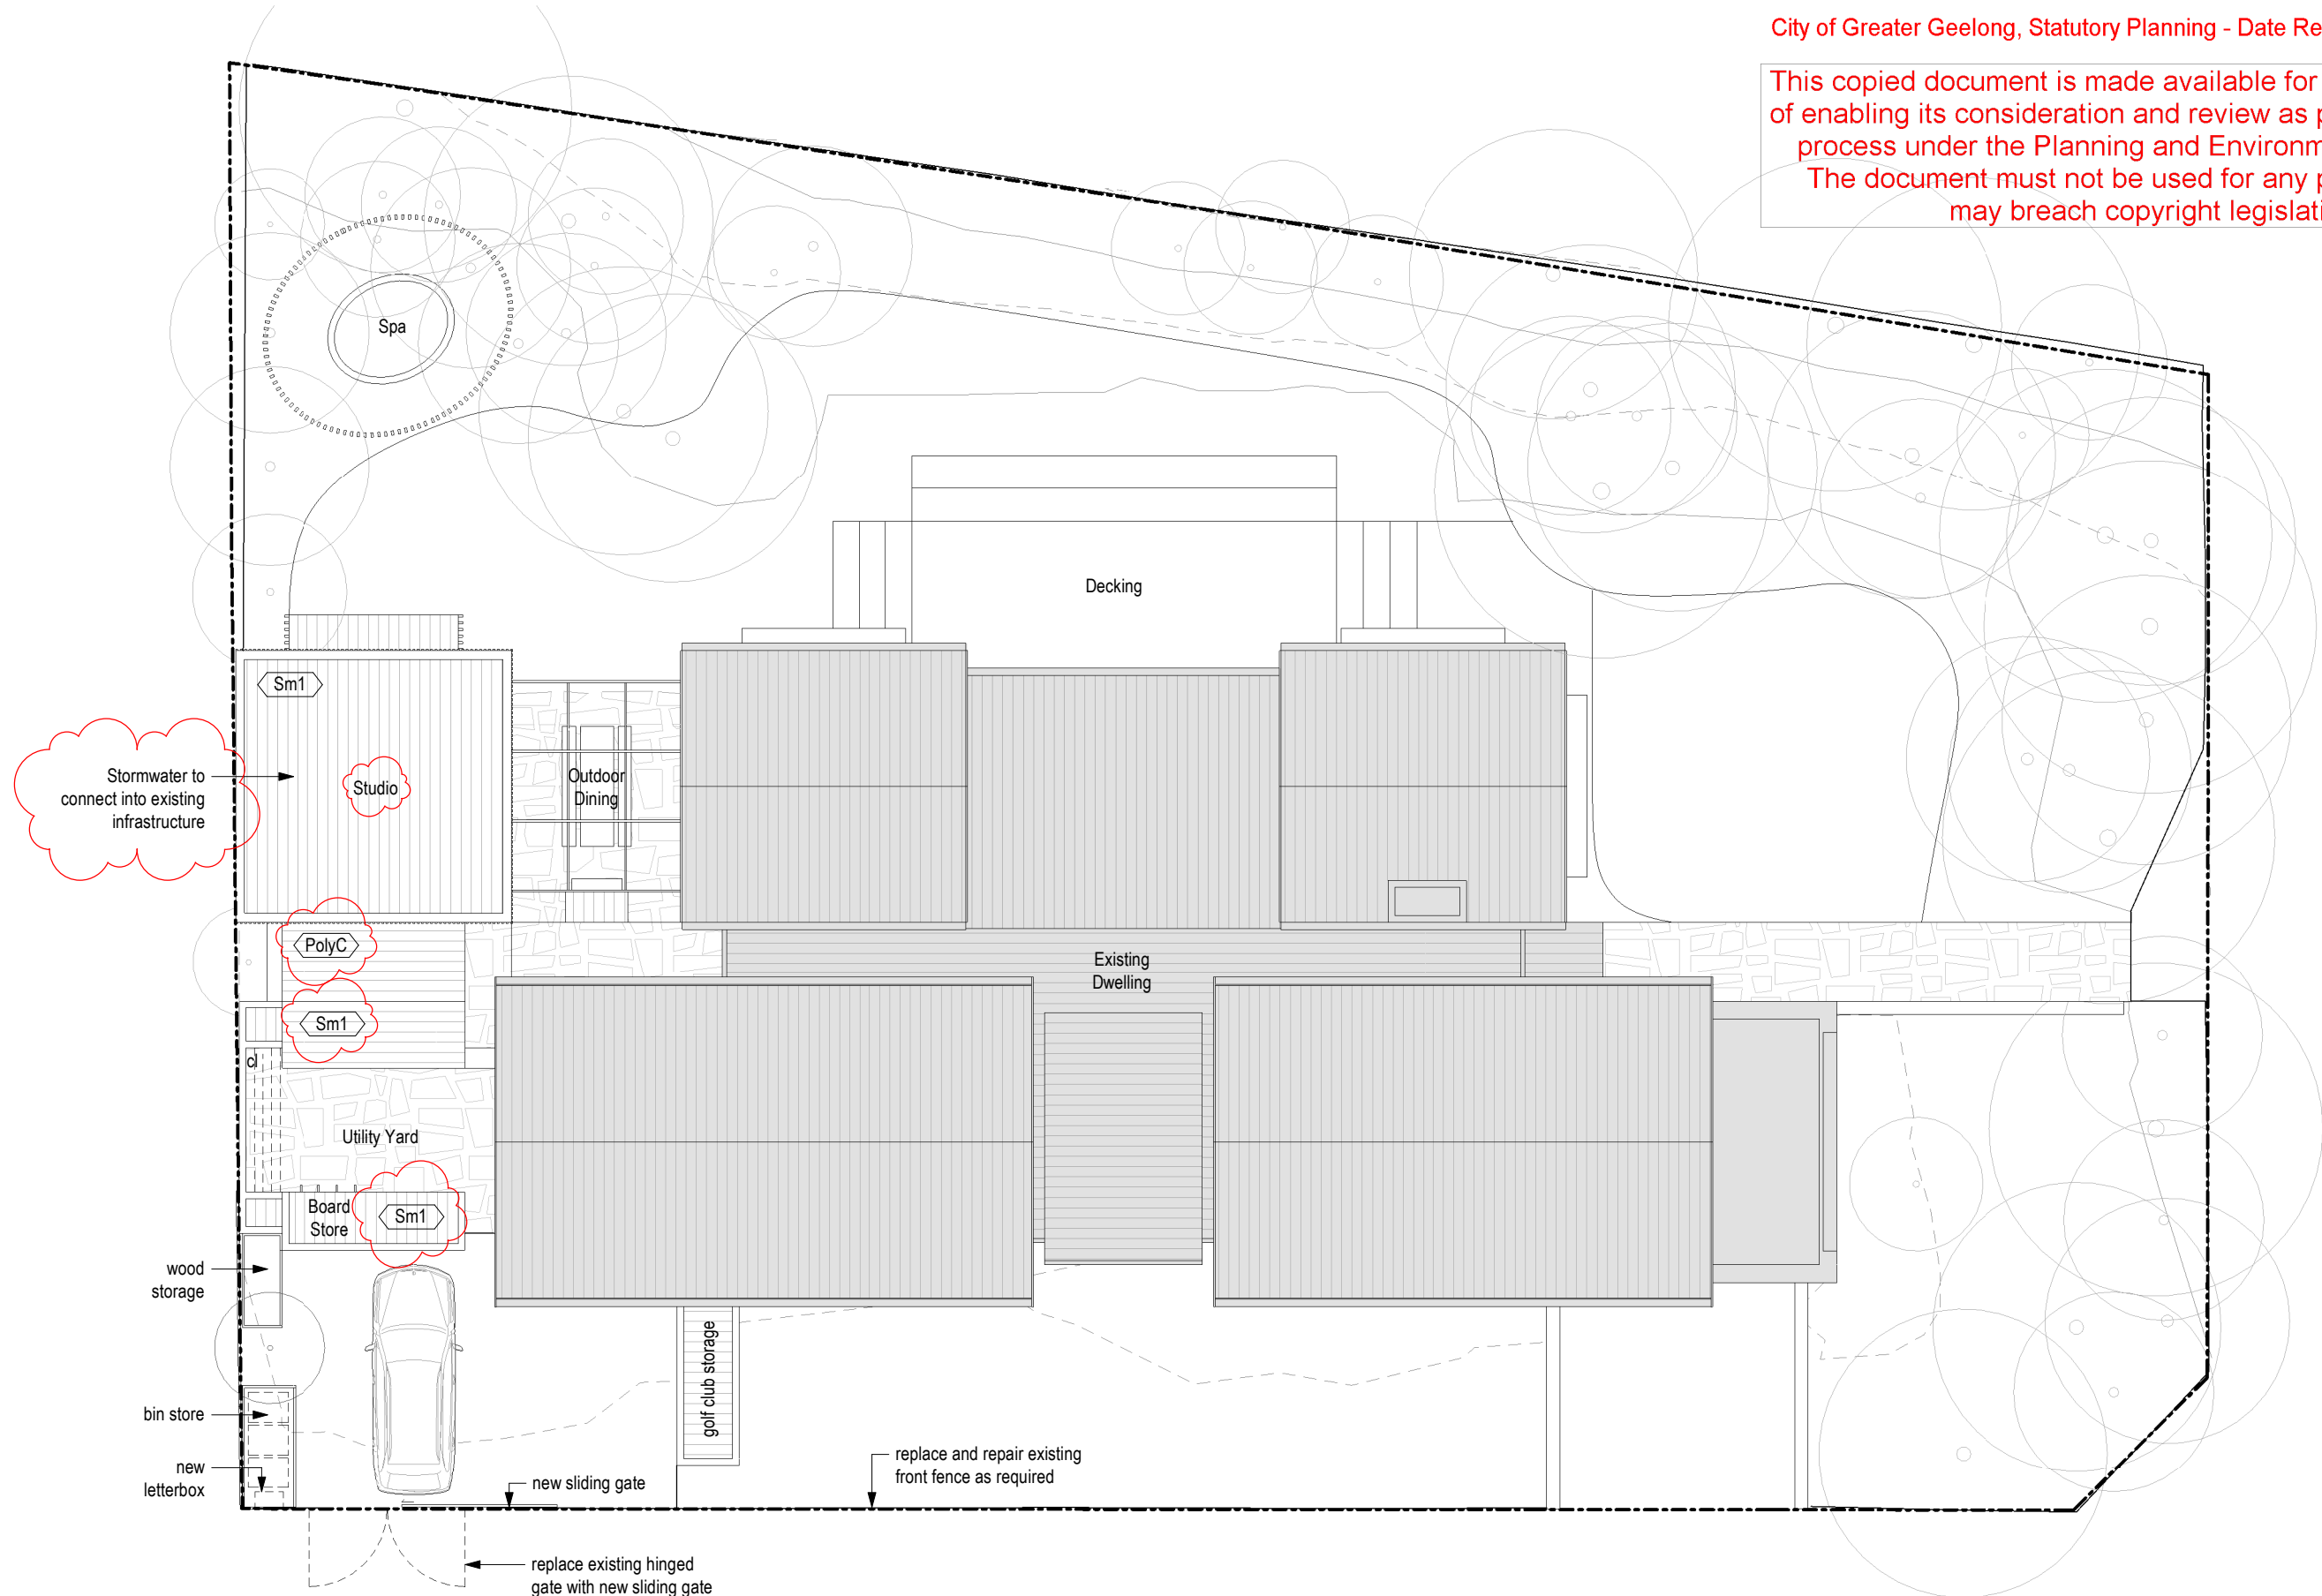 City of Greater Geelong, Statutory Planning - Date Re
This copied document is made available for
of enabling its consideration and review as p
process under the Planning and Environm
The document must not be used for any p
may breach copyright legislati
Spa
Decking
Sm1
Stormwater to
connect into existing
infrastructure
Studio
Outdoor
Dining
PolyC
Existing
Dwelling
Sm1
cl
Utility Yard
Board
Store
Sm1
wood
storage
golf club storage
bin store
new
letterbox
new sliding gate
replace and repair existing
front fence as required
replace existing hinged
gate with new sliding gate